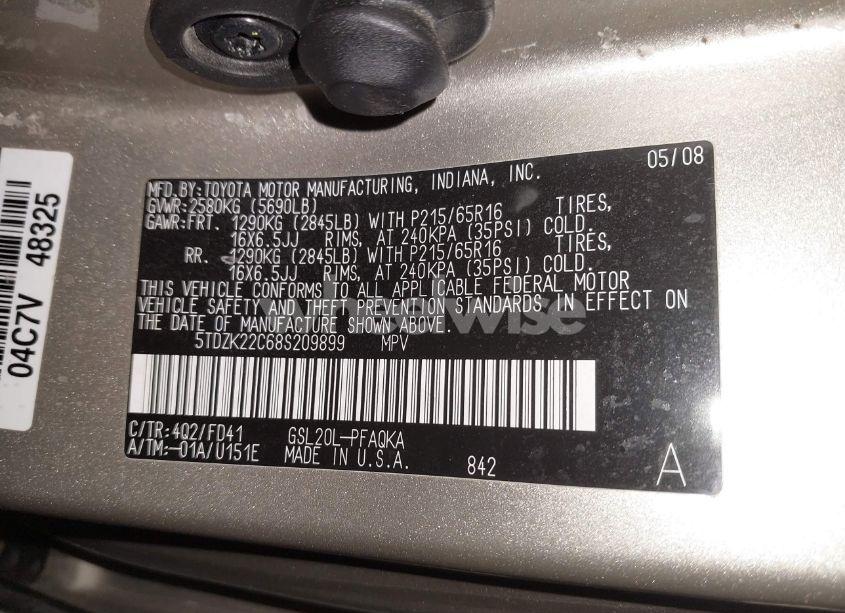 05/08
MFD.BY:TOYOTA MOTOR MANUFACTURING, INDIANA, INC.
GVWR:2580KG (5690LB)
GAWR:FRT. 1290KG (2845LB) WITH P215/65R16 TIRES,
16X6.5JJ RIMS, AT 240KPA (35PSI) COLD.
RR. 1290KG (2845LB) WITH P215/65R16 TIRES,
16X6.5JJ RIMS, AT 240KPA (35PSI) COLD.
THIS VEHICLE CONFORMS TO ALL APPLICABLE FEDERAL MOTOR
VEHICLE SAFETY AND THEFT PREVENTION STANDARDS IN EFFECT ON
THE DATE OF MANUFACTURE SHOWN ABOVE.
5TDZK22C68S209899 MPV
C/TR:4Q2/FD41 GSL20L-PFAQKA
A/TM:-01A/U151E MADE IN U.S.A. 842 A
04C7V 48325
wheelwise